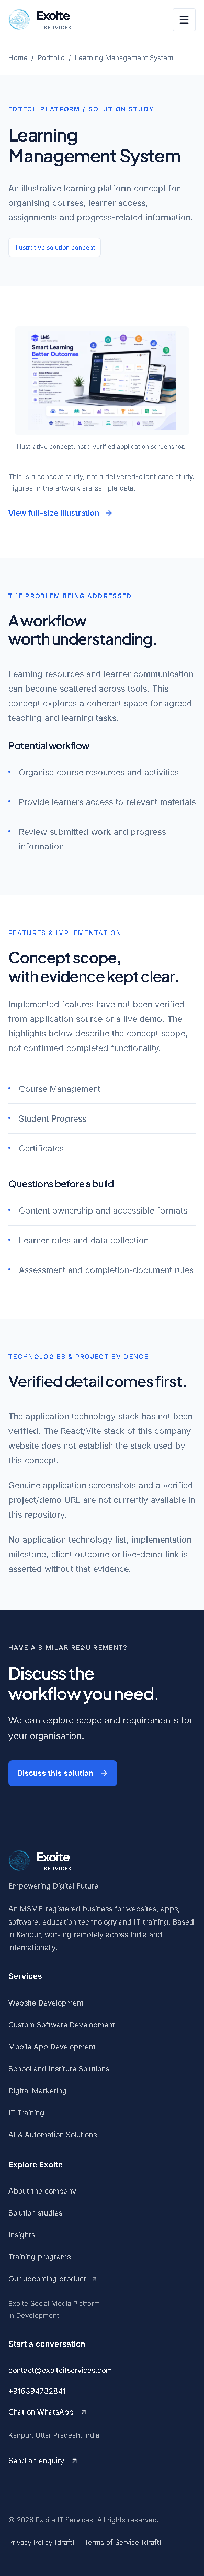 Exoite
IT SERVICES
Home / Portfolio / Learning Management System
EDTECH PLATFORM / SOLUTION STUDY
Learning
Management System
An illustrative learning platform concept for
organising courses, learner access,
assignments and progress-related information.
Illustrative solution concept
LMS
Smart Learning
Better Outcomes
Illustrative concept, not a verified application screenshot.
This is a concept study, not a delivered-client case study.
Figures in the artwork are sample data.
View full-size illustration →
THE PROBLEM BEING ADDRESSED
A workflow
worth understanding.
Learning resources and learner communication
can become scattered across tools. This
concept explores a coherent space for agreed
teaching and learning tasks.
Potential workflow
• Organise course resources and activities
• Provide learners access to relevant materials
• Review submitted work and progress
information
FEATURES & IMPLEMENTATION
Concept scope,
with evidence kept clear.
Implemented features have not been verified
from application source or a live demo. The
highlights below describe the concept scope,
not confirmed completed functionality.
• Course Management
• Student Progress
• Certificates
Questions before a build
• Content ownership and accessible formats
• Learner roles and data collection
• Assessment and completion-document rules
TECHNOLOGIES & PROJECT EVIDENCE
Verified detail comes first.
The application technology stack has not been
verified. The React/Vite stack of this company
website does not establish the stack used by
this concept.
Genuine application screenshots and a verified
project/demo URL are not currently available in
this repository.
No application technology list, implementation
milestone, client outcome or live-demo link is
asserted without that evidence.
HAVE A SIMILAR REQUIREMENT?
Discuss the
workflow you need.
We can explore scope and requirements for
your organisation.
Discuss this solution →
Exoite
IT SERVICES
Empowering Digital Future
An MSME-registered business for websites, apps,
software, education technology and IT training. Based
in Kanpur, working remotely across India and
internationally.
Services
Website Development
Custom Software Development
Mobile App Development
School and Institute Solutions
Digital Marketing
IT Training
AI & Automation Solutions
Explore Exoite
About the company
Solution studies
Insights
Training programs
Our upcoming product ↗
Exoite Social Media Platform
In Development
Start a conversation
contact@exoiteitservices.com
+916394732841
Chat on WhatsApp ↗
Kanpur, Uttar Pradesh, India
Send an enquiry ↗
© 2026 Exoite IT Services. All rights reserved.
Privacy Policy (draft) Terms of Service (draft)